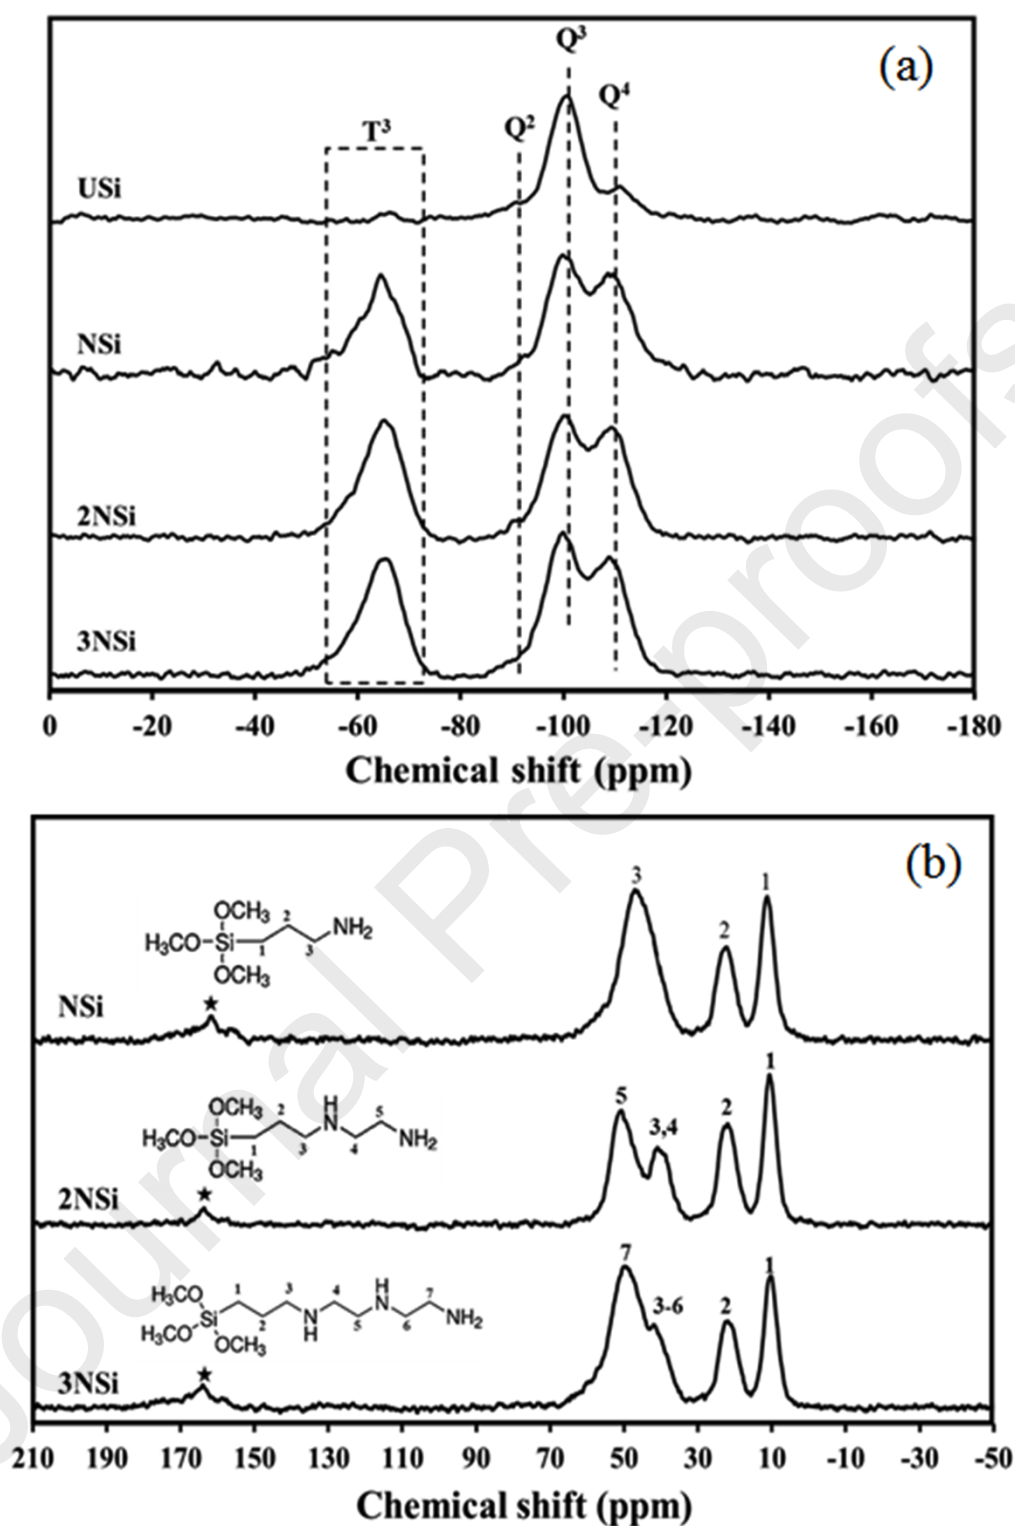 (a)
Q³
Q⁴
Q²
T³
USi
NSi
2NSi
3NSi
0 -20 -40 -60 -80 -100 -120 -140 -160 -180
Chemical shift (ppm)
(b)
3 1
2
OCH₃ 2
H₃CO Si NH₂
1 3
OCH₃
★
NSi
1
5 2
3,4
OCH₃ 2 H N 5
H₃CO Si NH₂
1 3 4
OCH₃
★
2NSi
7 1
3-6 2
H₃CO 1 3 4 H N 7
Si NH₂
H₃CO 2 N H 5 6
OCH₃
★
3NSi
210 190 170 150 130 110 90 70 50 30 10 -10 -30 -50
Chemical shift (ppm)
Journal Pre-proofs